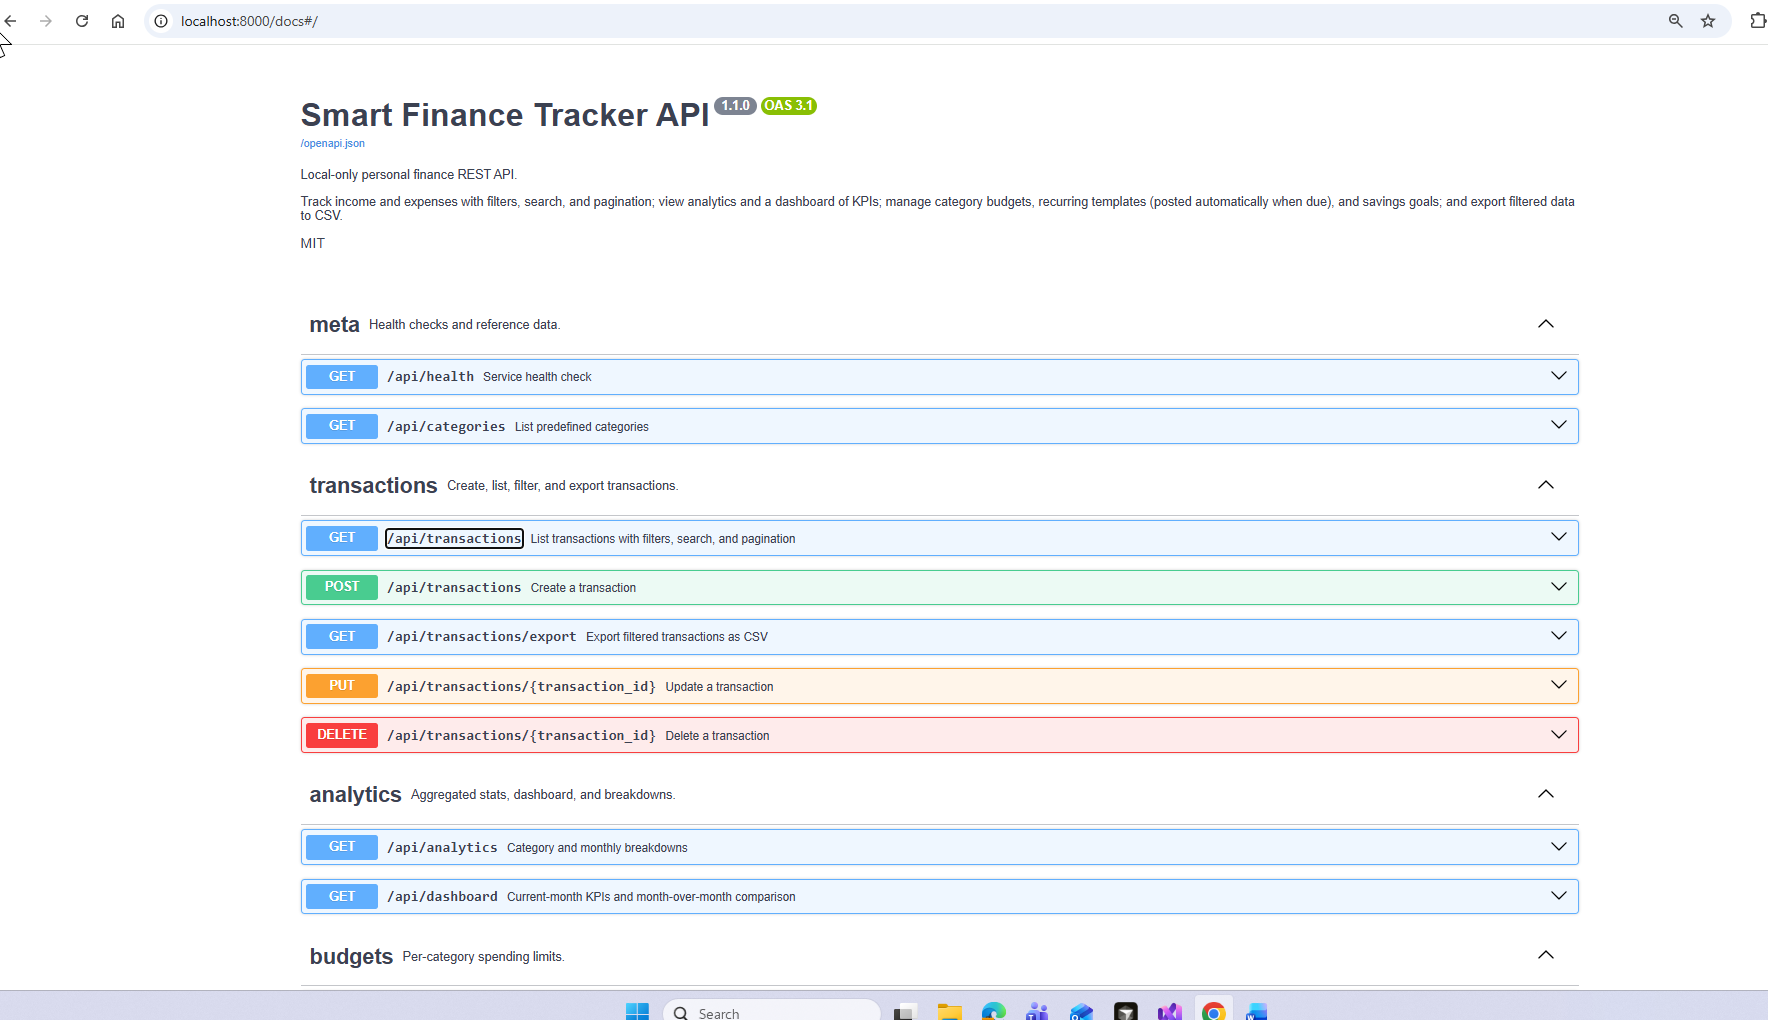 localhost:8000/docs#/
Smart Finance Tracker API 1.1.0 OAS 3.1
/openapi.json
Local-only personal finance REST API.
Track income and expenses with filters, search, and pagination; view analytics and a dashboard of KPIs; manage category budgets, recurring templates (posted automatically when due), and savings goals; and export filtered data
to CSV.
MIT
meta Health checks and reference data.
GET /api/health Service health check
GET /api/categories List predefined categories
transactions Create, list, filter, and export transactions.
GET /api/transactions List transactions with filters, search, and pagination
POST /api/transactions Create a transaction
GET /api/transactions/export Export filtered transactions as CSV
PUT /api/transactions/{transaction_id} Update a transaction
DELETE /api/transactions/{transaction_id} Delete a transaction
analytics Aggregated stats, dashboard, and breakdowns.
GET /api/analytics Category and monthly breakdowns
GET /api/dashboard Current-month KPIs and month-over-month comparison
budgets Per-category spending limits.
Search